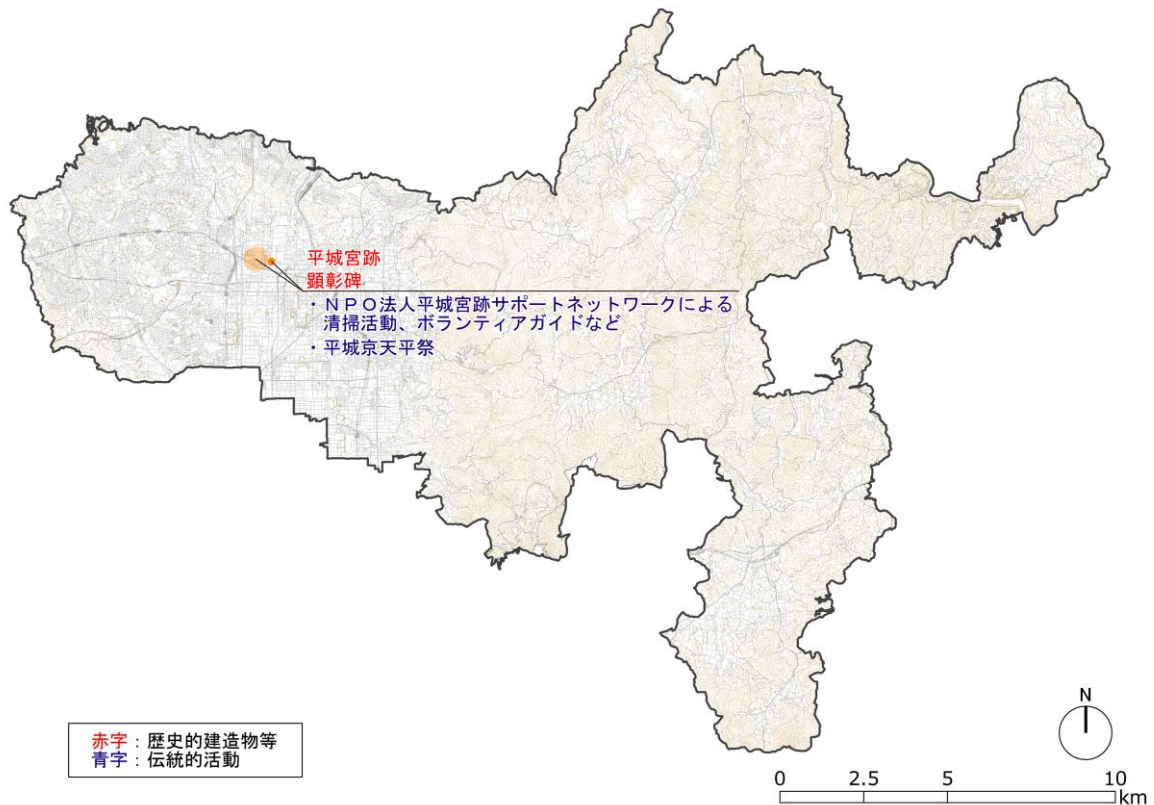 平城宮跡
顕彰碑
・ＮＰＯ法人平城宮跡サポートネットワークによる
清掃活動、ボランティアガイドなど
・平城京天平祭
赤字：歴史的建造物等
青字：伝統的活動
N
0 2.5 5 10
km